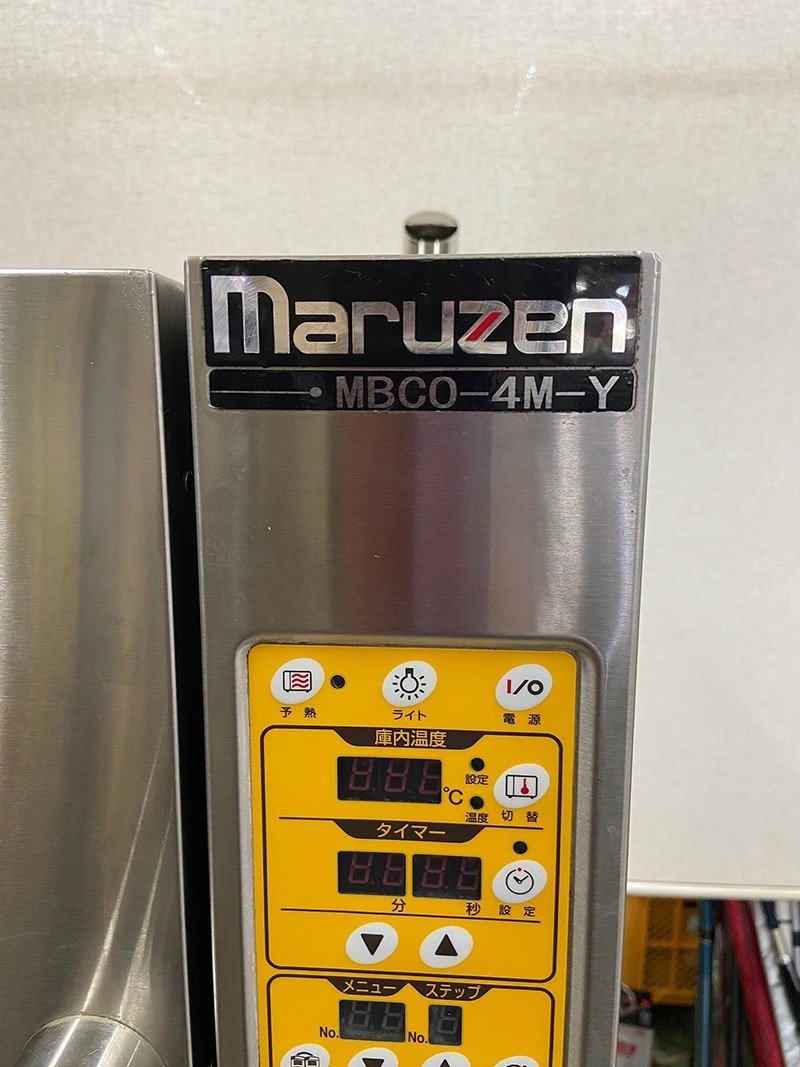 maruzen
MBCO-4M-Y
I/O
予熱 ライト 電源
庫内温度
℃ 設定
温度 切替
タイマー
分 秒 設定
▼ ▲
メニュー ステップ
No. No.